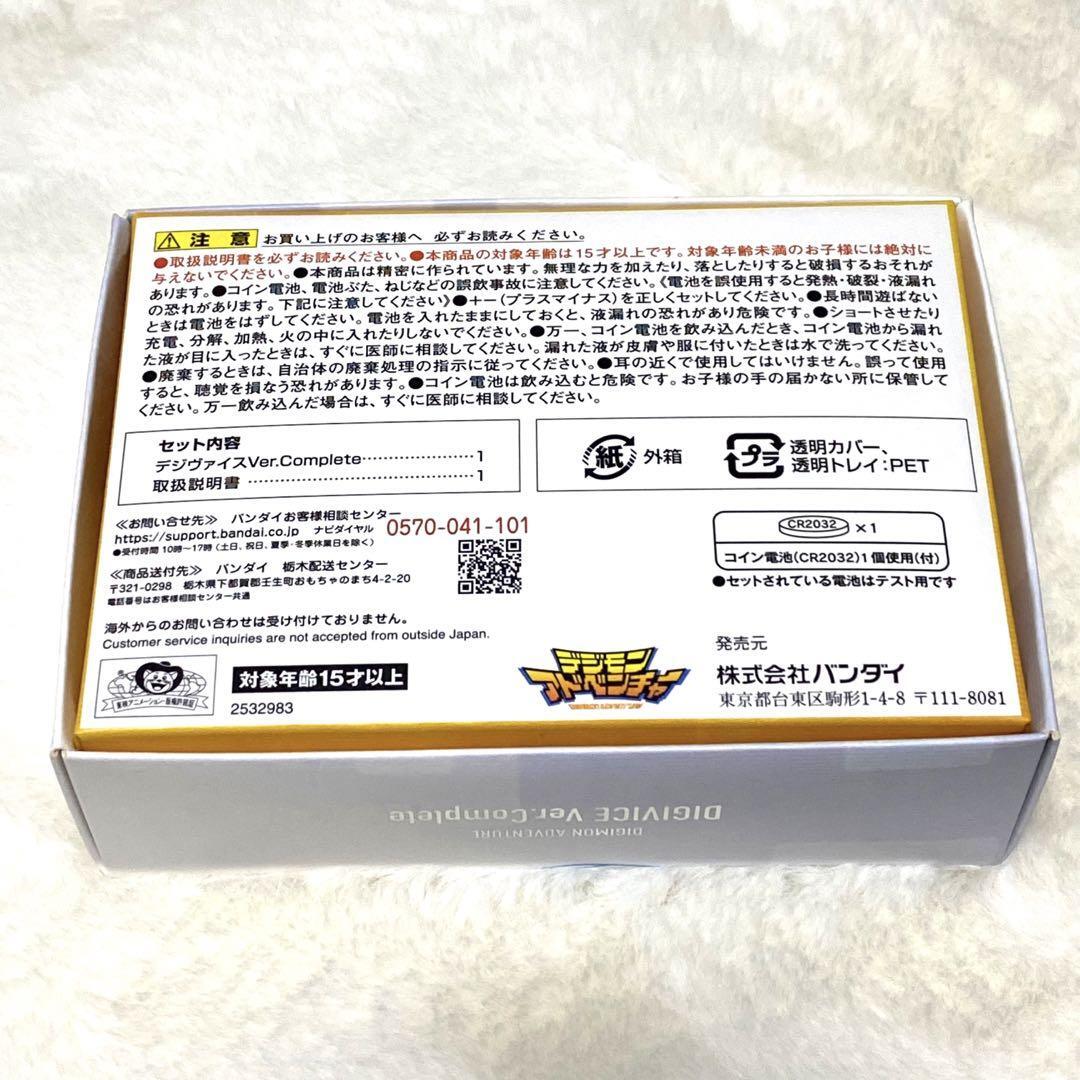 注意 お買い上げのお客様へ 必ずお読みください。
●取扱説明書を必ずお読みください。●本商品の対象年齢は15才以上です。対象年齢未満のお子様には絶対に
与えないでください。●本商品は精密に作られています。無理な力を加えたり、落としたりすると破損するおそれが
あります。●コイン電池、電池ぶた、ねじなどの誤飲事故に注意してください。《電池を誤使用すると発熱・破裂・液漏れ
の恐れがあります。下記に注意してください》●+−(プラスマイナス)を正しくセットしてください。●長時間遊ばない
ときは電池をはずしてください。電池を入れたままにしておくと、液漏れの恐れがあり危険です。●ショートさせたり
充電、分解、加熱、火の中に入れたりしないでください。●万一、コイン電池を飲み込んだとき、コイン電池から漏れ
た液が目に入ったときは、すぐに医師に相談してください。漏れた液が皮膚や服に付いたときは水で洗ってください。
●廃棄するときは、自治体の廃棄処理の指示に従ってください。●耳の近くで使用してはいけません。誤って使用
すると、聴覚を損なう恐れがあります。●コイン電池は飲み込むと危険です。お子様の手の届かない所に保管して
ください。万一飲み込んだ場合は、すぐに医師に相談してください。
セット内容
デジヴァイスVer.Complete……………………1
取扱説明書……………………………………1
紙 外箱
プラ 透明カバー、
透明トレイ:PET
≪お問い合せ先≫ バンダイお客様相談センター
https://support.bandai.co.jp ナビダイヤル 0570-041-101
●受付時間 10時〜17時(土日、祝日、夏季・冬季休業日を除く)
≪商品送付先≫ バンダイ 栃木配送センター
〒321-0298 栃木県下都賀郡壬生町おもちゃのまち4-2-20
電話番号はお客様相談センター共通
CR2032 ×1
コイン電池(CR2032)1個使用(付)
●セットされている電池はテスト用です
海外からのお問い合わせは受け付けておりません。
Customer service inquiries are not accepted from outside Japan.
東映アニメーション・版権許諾証
対象年齢15才以上
2532983
デジモン
アドベンチャー
発売元
株式会社バンダイ
東京都台東区駒形1-4-8 〒111-8081
DIGIVICE Ver.Complete
DIGIMON ADVENTURE